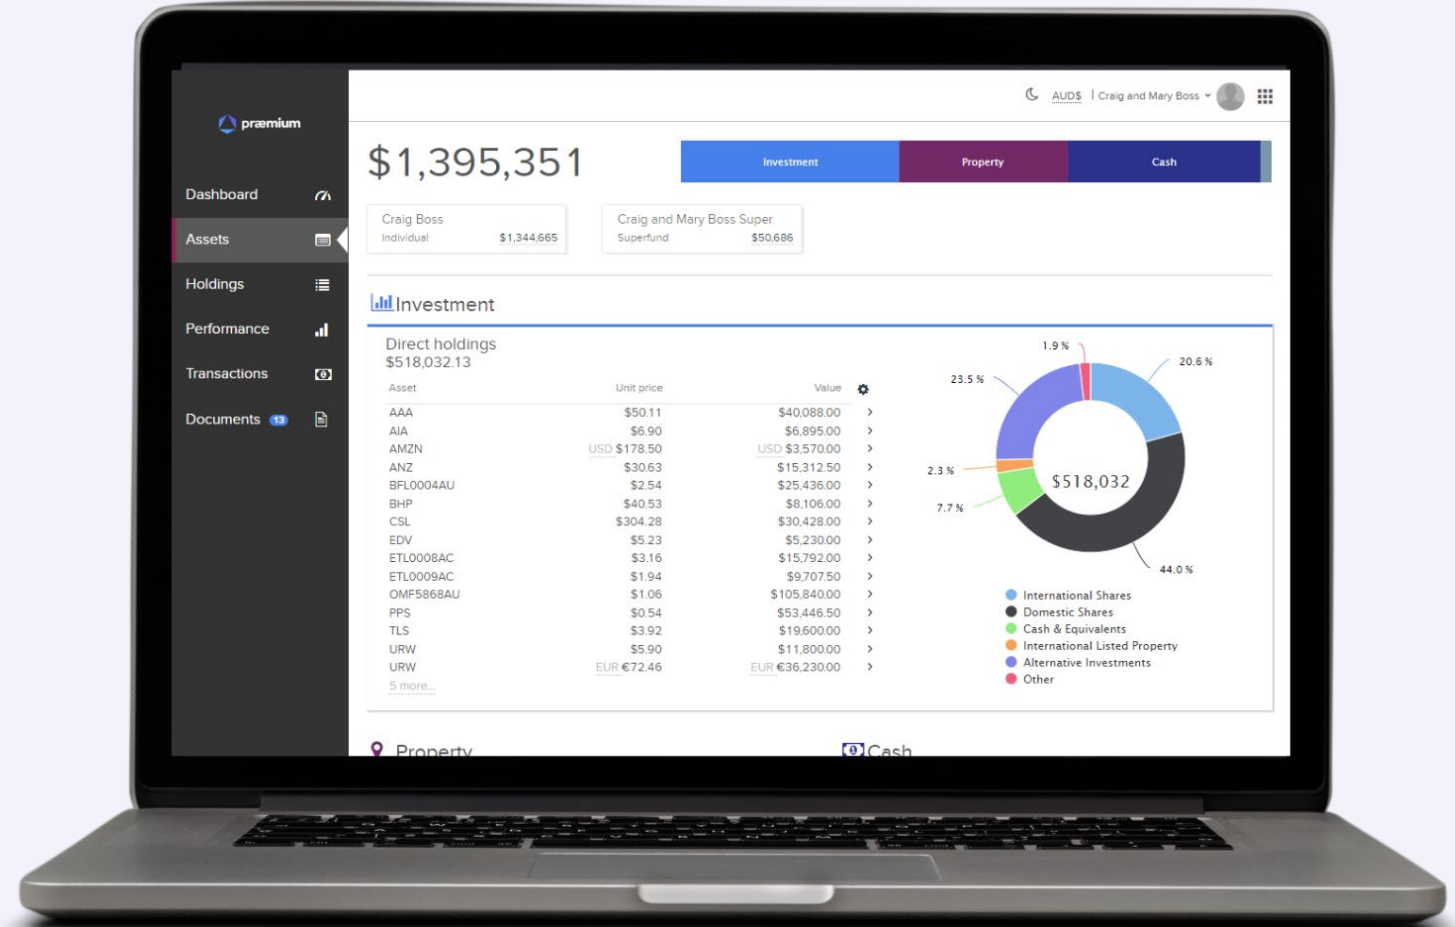 præmium
AUD$ | Craig and Mary Boss
Dashboard
Assets
Holdings
Performance
Transactions
Documents 13
$1,395,351
Investment Property Cash
Craig Boss
Individual $1,344,665
Craig and Mary Boss Super
Superfund $50,686
Investment
Direct holdings
$518,032.13
Asset Unit price Value
AAA $50.11 $40,088.00
AIA $6.90 $6,895.00
AMZN USD $178.50 USD $3,570.00
ANZ $30.63 $15,312.50
BFL0004AU $2.54 $25,436.00
BHP $40.53 $8,106.00
CSL $304.28 $30,428.00
EDV $5.23 $5,230.00
ETL0008AC $3.16 $15,792.00
ETL0009AC $1.94 $9,707.50
OMF5868AU $1.06 $105,840.00
PPS $0.54 $53,446.50
TLS $3.92 $19,600.00
URW $5.90 $11,800.00
URW EUR €72.46 EUR €36,230.00
5 more...
1.9 %
20.6 %
23.5 %
2.3 %
7.7 %
44.0 %
$518,032
International Shares
Domestic Shares
Cash & Equivalents
International Listed Property
Alternative Investments
Other
Property
Cash